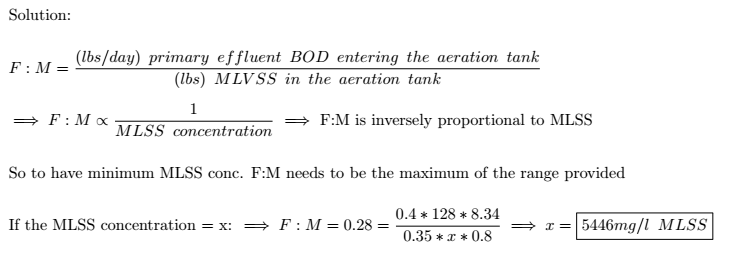 Solution:
F : M = (lbs/day) primary effluent BOD entering the aeration tank / (lbs) MLVSS in the aeration tank
⟹ F : M ∝ 1 / MLSS concentration ⟹ F:M is inversely proportional to MLSS
So to have minimum MLSS conc. F:M needs to be the maximum of the range provided
If the MLSS concentration = x: ⟹ F : M = 0.28 = 0.4 * 128 * 8.34 / 0.35 * x * 0.8 ⟹ x = 5446mg/l MLSS